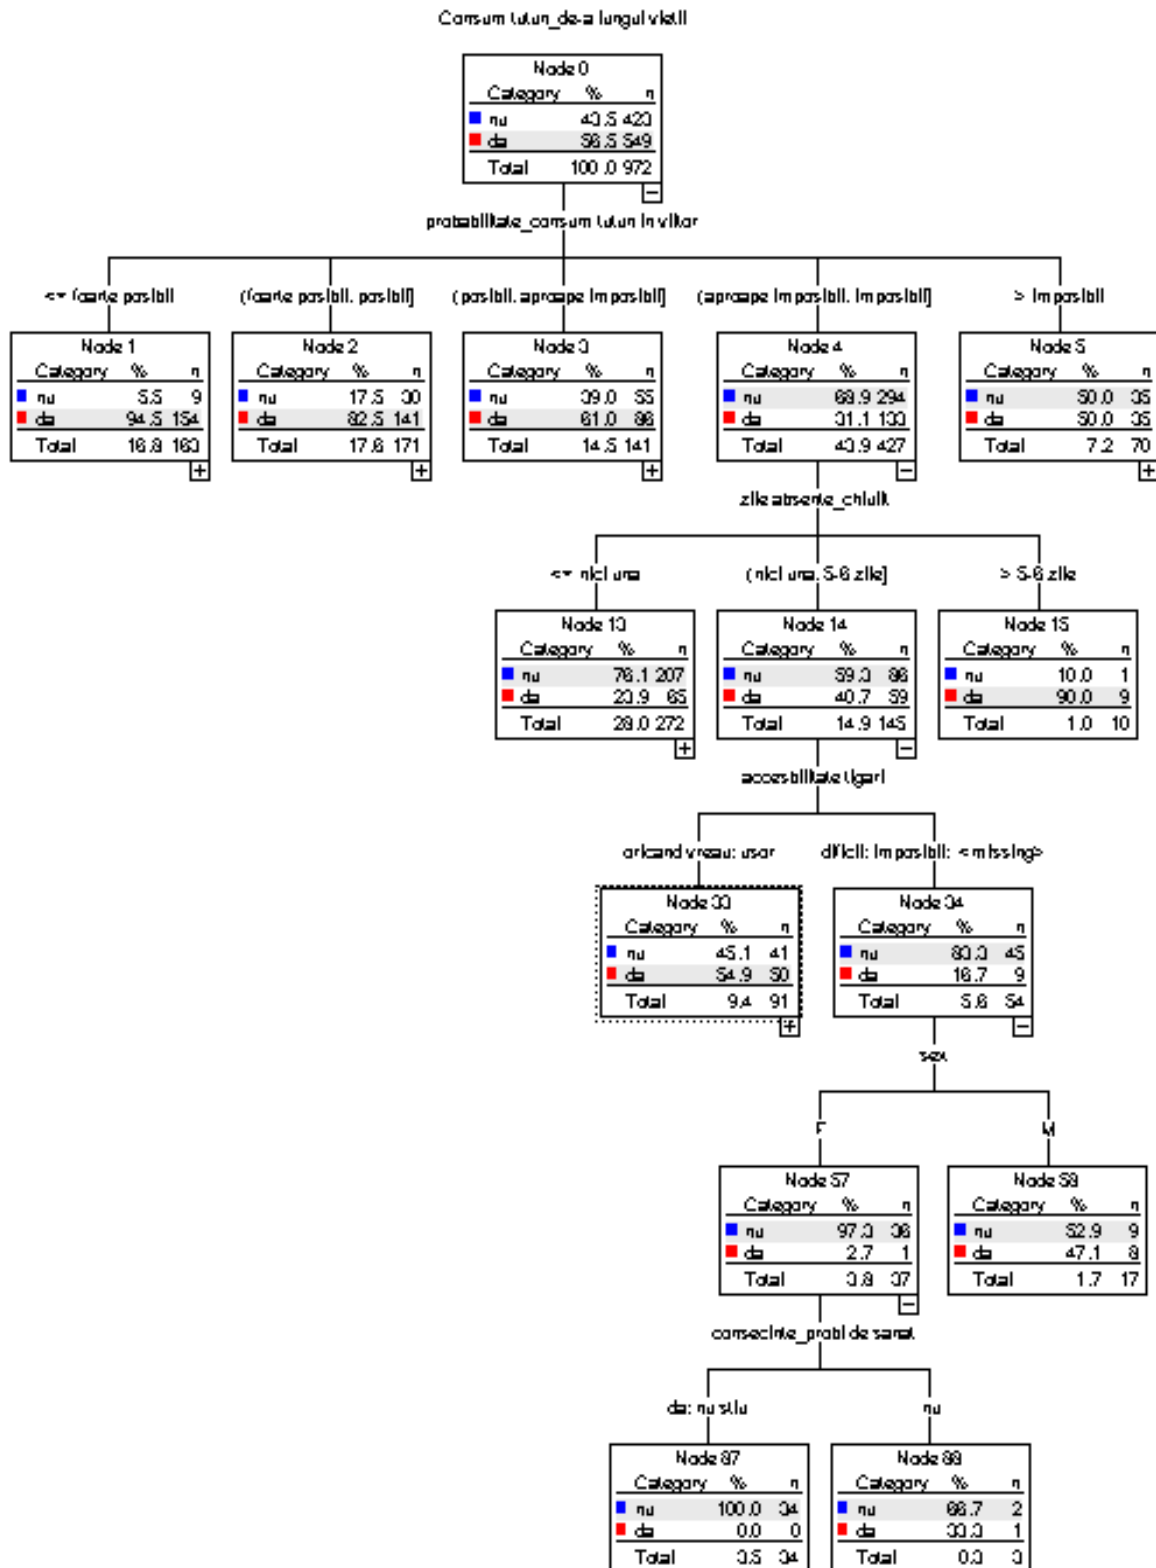 Consum tutun_de-a lungul vietii
Node 0
Category % n
nu 43.5 423
da 56.5 549
Total 100.0 972
probabilitate_consum tutun in viitor
<= foarte posibil
(foarte posibil, posibil]
(posibil, aproape imposibil]
(aproape imposibil, imposibil]
> imposibil
Node 1
Category % n
nu 5.5 9
da 94.5 154
Total 16.8 163
Node 2
Category % n
nu 17.5 30
da 82.5 141
Total 17.6 171
Node 3
Category % n
nu 39.0 55
da 61.0 86
Total 14.5 141
Node 4
Category % n
nu 68.9 294
da 31.1 133
Total 43.9 427
Node 5
Category % n
nu 50.0 35
da 50.0 35
Total 7.2 70
zile absente_chiulit
<= nici una
(nici una, 5-6 zile]
> 5-6 zile
Node 13
Category % n
nu 76.1 207
da 23.9 65
Total 28.0 272
Node 14
Category % n
nu 59.3 86
da 40.7 59
Total 14.9 145
Node 15
Category % n
nu 10.0 1
da 90.0 9
Total 1.0 10
accesbilitate tigari
oricand vreau; usor
dificil; imposibil; <missing>
Node 33
Category % n
nu 45.1 41
da 54.9 50
Total 9.4 91
Node 34
Category % n
nu 83.3 45
da 16.7 9
Total 5.6 54
sex
F
M
Node 57
Category % n
nu 97.3 36
da 2.7 1
Total 3.8 37
Node 58
Category % n
nu 52.9 9
da 47.1 8
Total 1.7 17
consecinte_probl de sanat
da; nu stiu
nu
Node 87
Category % n
nu 100.0 34
da 0.0 0
Total 3.5 34
Node 88
Category % n
nu 66.7 2
da 33.3 1
Total 0.3 3